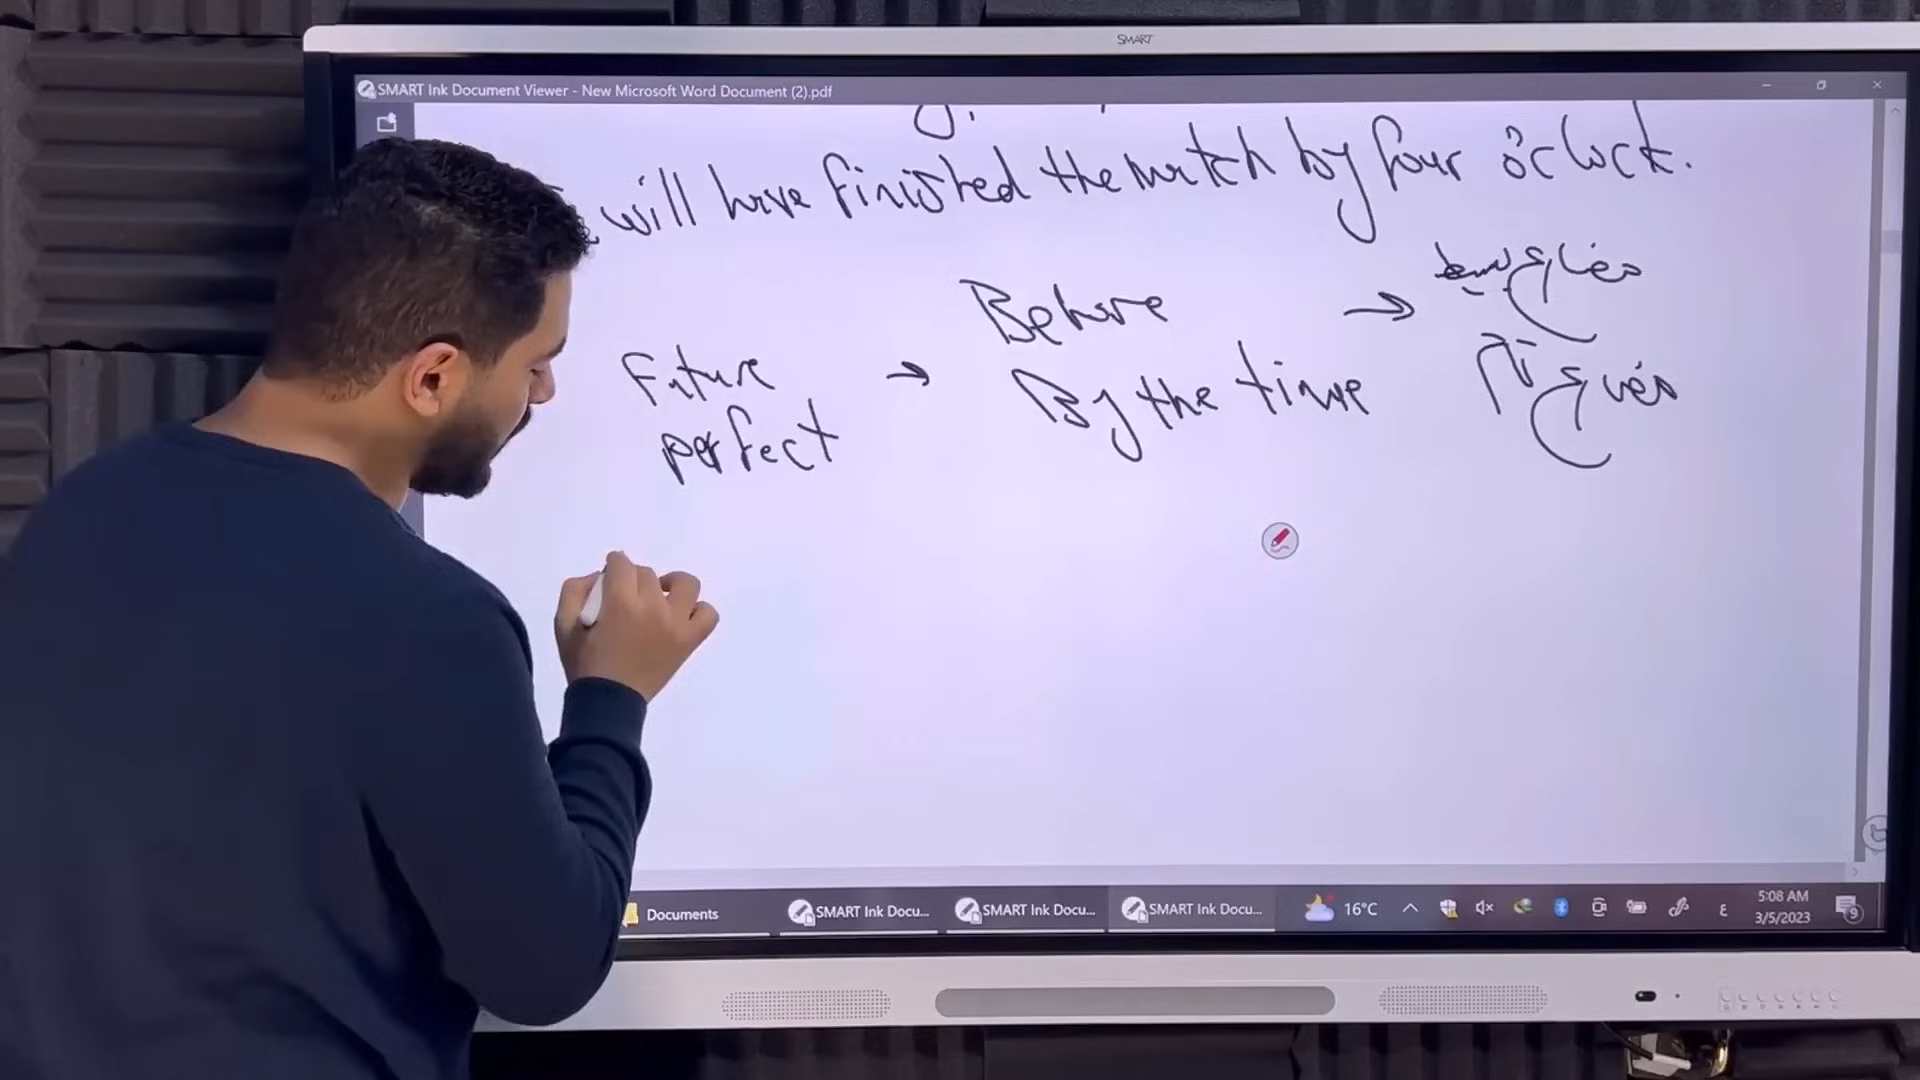 SMART
SMART Ink Document Viewer - New Microsoft Word Document (2).pdf
will have finished the match by four o'clock.
Future perfect → Before →
By the time
مضارع تام
Documents
SMART Ink Docu...
SMART Ink Docu...
SMART Ink Docu...
16°C
ع
5:08 AM
3/5/2023
9